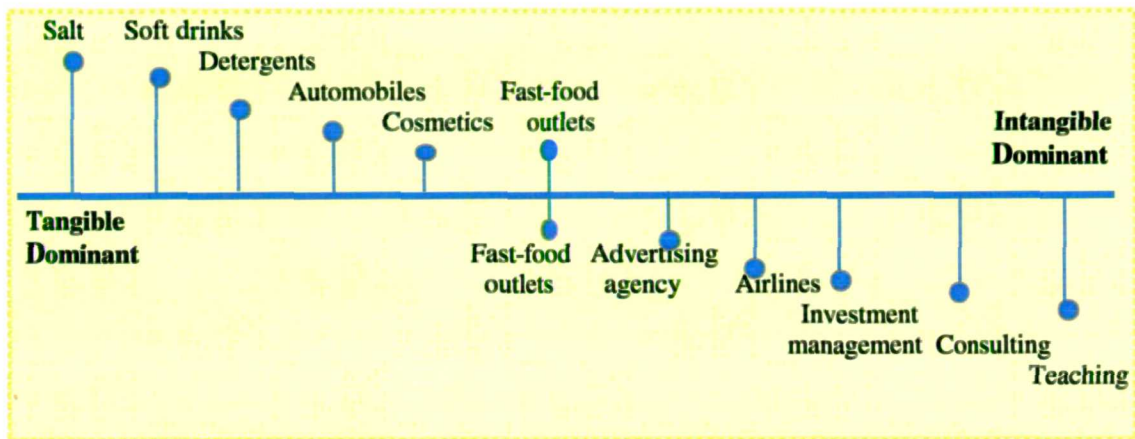 Salt
Soft drinks
Detergents
Automobiles
Cosmetics
Fast-food
outlets
Intangible
Dominant
Tangible
Dominant
Fast-food
outlets
Advertising
agency
Airlines
Investment
management
Consulting
Teaching